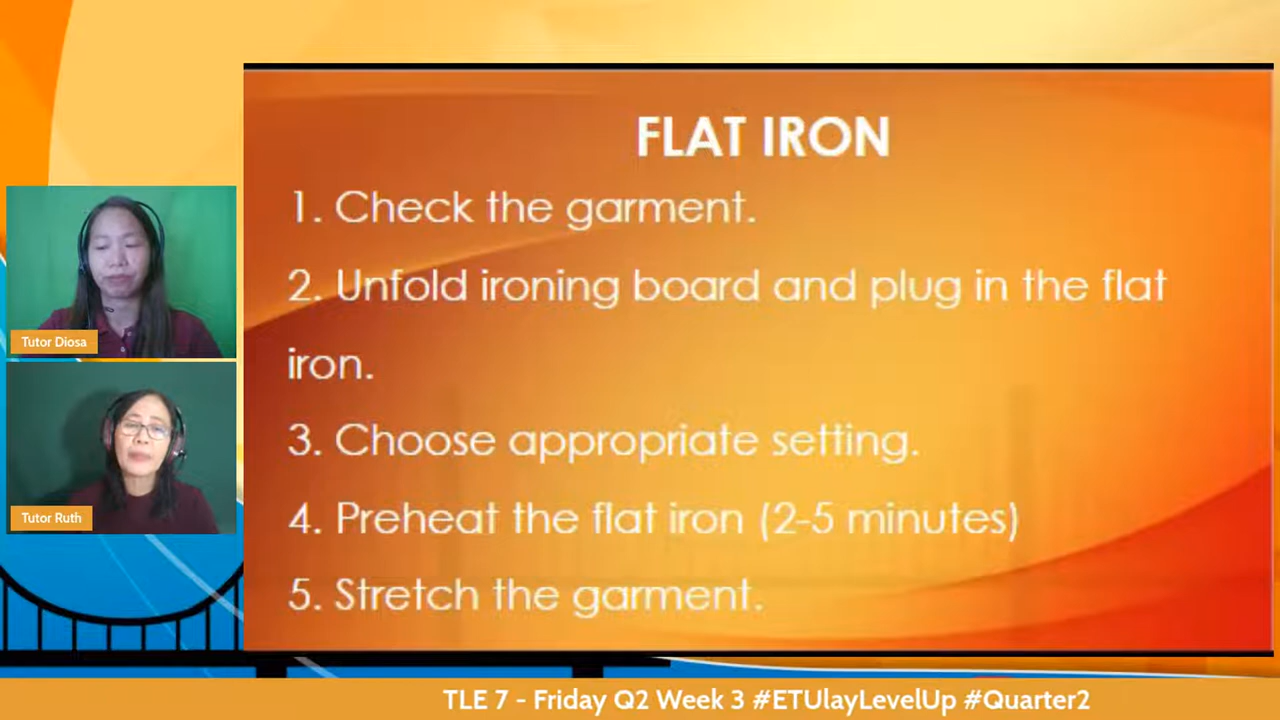 FLAT IRON
1. Check the garment.
2. Unfold ironing board and plug in the flat
iron.
3. Choose appropriate setting.
4. Preheat the flat iron (2-5 minutes)
5. Stretch the garment.
Tutor Diosa
Tutor Ruth
TLE 7 - Friday Q2 Week 3 #ETUlayLevelUp #Quarter2